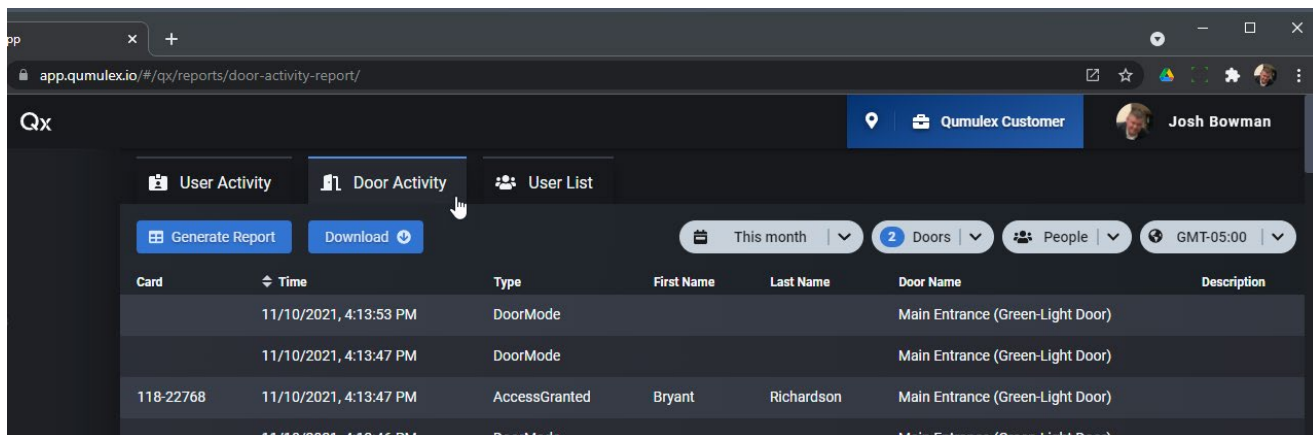 pp
app.qumulex.io/#/qx/reports/door-activity-report/
Qx Qumulex Customer Josh Bowman
User Activity Door Activity User List
Generate Report Download This month 2 Doors People GMT-05:00
Card Time Type First Name Last Name Door Name Description
11/10/2021, 4:13:53 PM DoorMode Main Entrance (Green-Light Door)
11/10/2021, 4:13:47 PM DoorMode Main Entrance (Green-Light Door)
118-22768 11/10/2021, 4:13:47 PM AccessGranted Bryant Richardson Main Entrance (Green-Light Door)